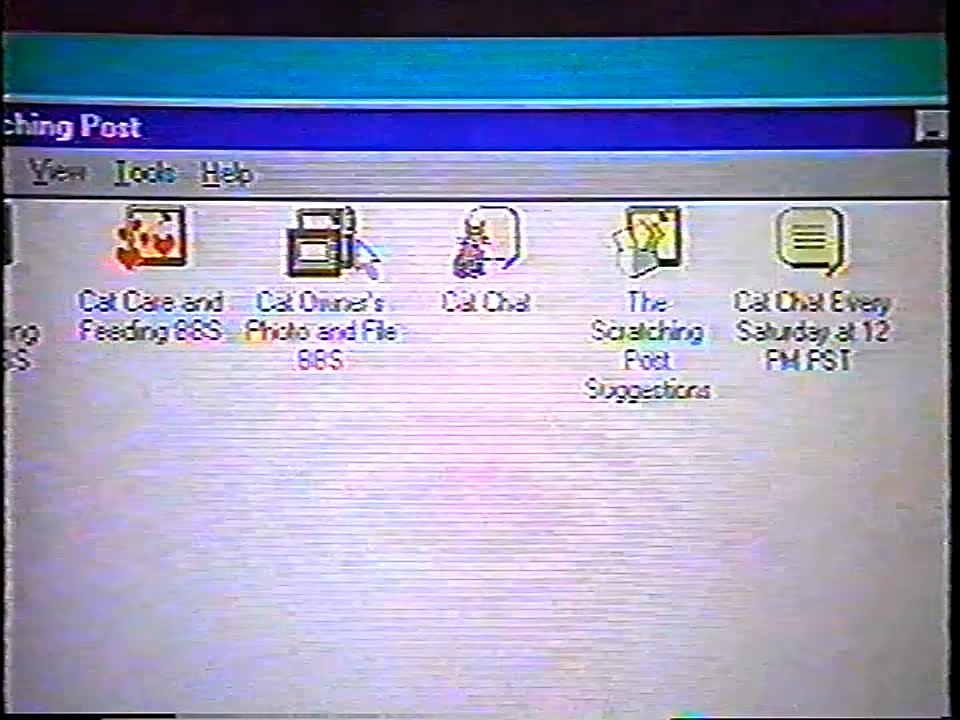 ching Post
View Tools Help
ng
S
Cat Care and
Feeding BBS
Cat Owner's
Photo and File
BBS
Cat Chat
The
Scratching
Post
Suggestions
Cat Chat Every
Saturday at 12
PM PST